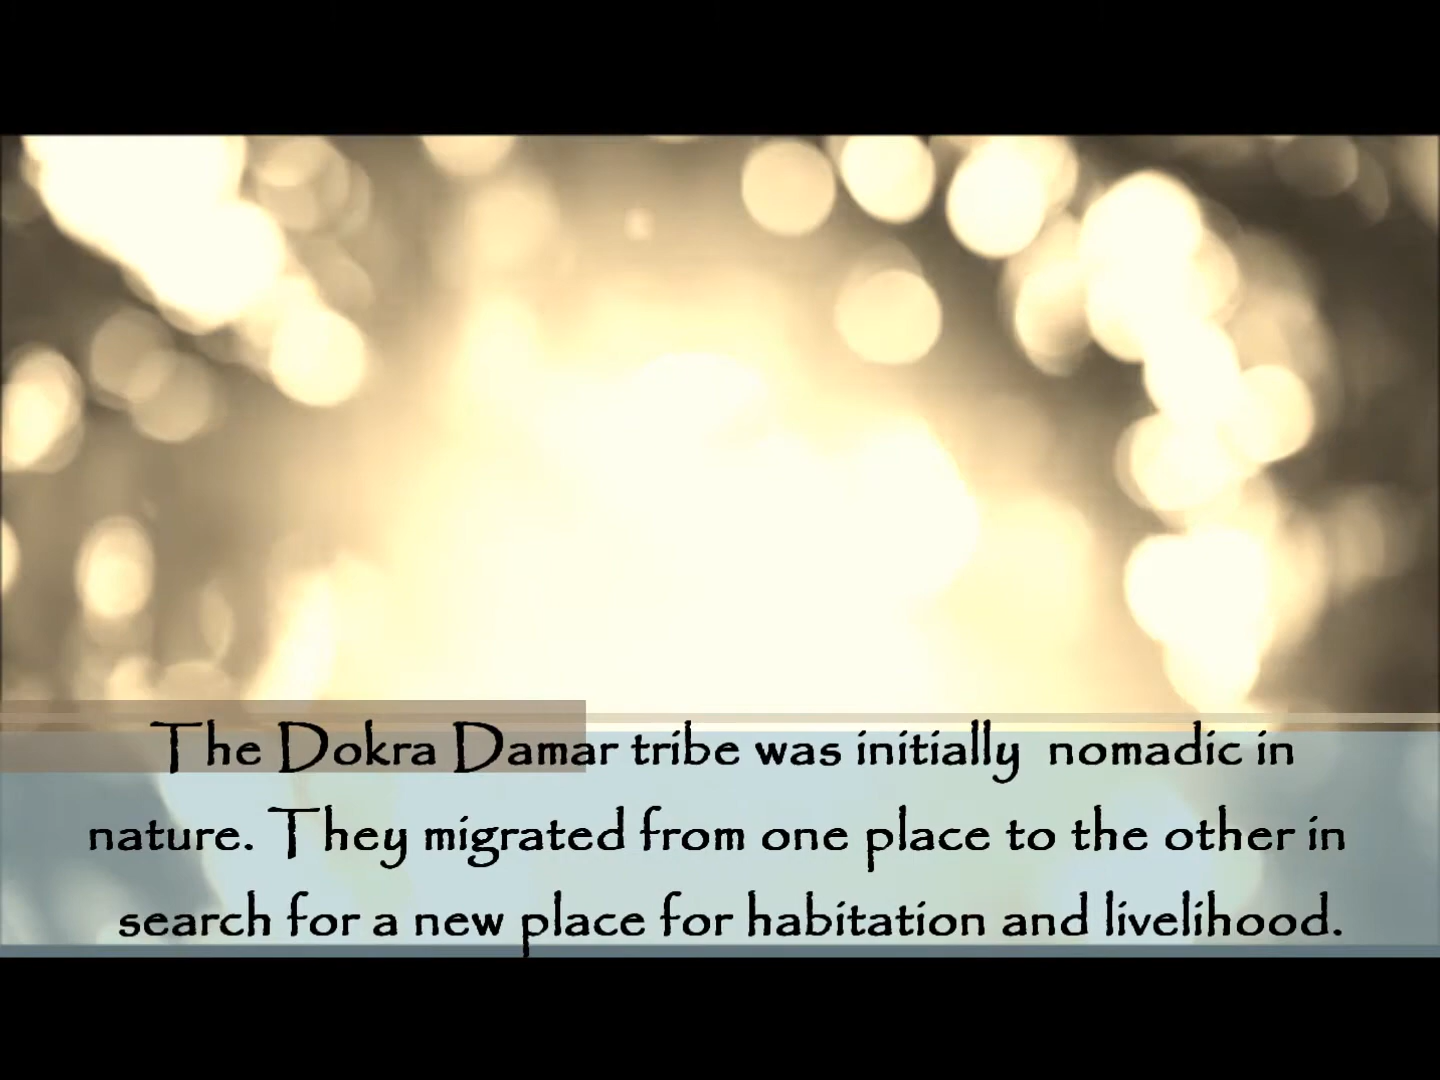 The Dokra Damar tribe was initially nomadic in
nature. They migrated from one place to the other in
search for a new place for habitation and livelihood.